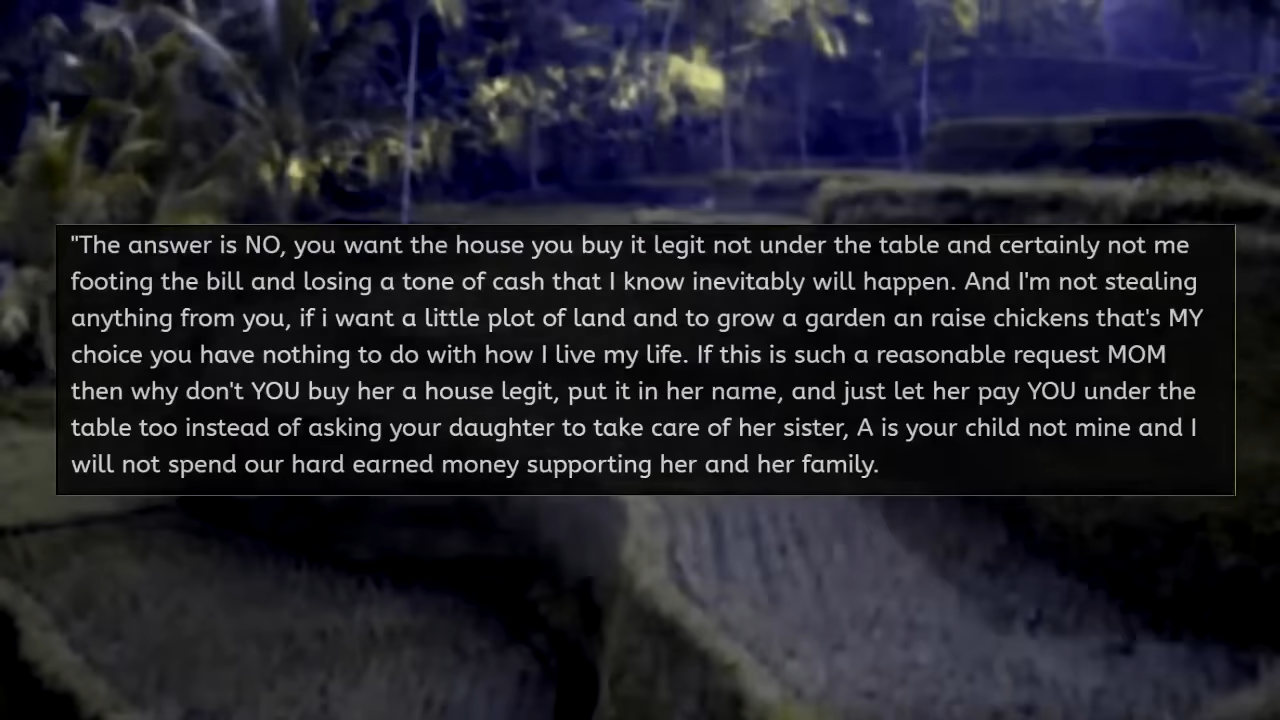 "The answer is NO, you want the house you buy it legit not under the table and certainly not me
footing the bill and losing a tone of cash that I know inevitably will happen. And I'm not stealing
anything from you, if i want a little plot of land and to grow a garden an raise chickens that's MY
choice you have nothing to do with how I live my life. If this is such a reasonable request MOM
then why don't YOU buy her a house legit, put it in her name, and just let her pay YOU under the
table too instead of asking your daughter to take care of her sister, A is your child not mine and I
will not spend our hard earned money supporting her and her family.